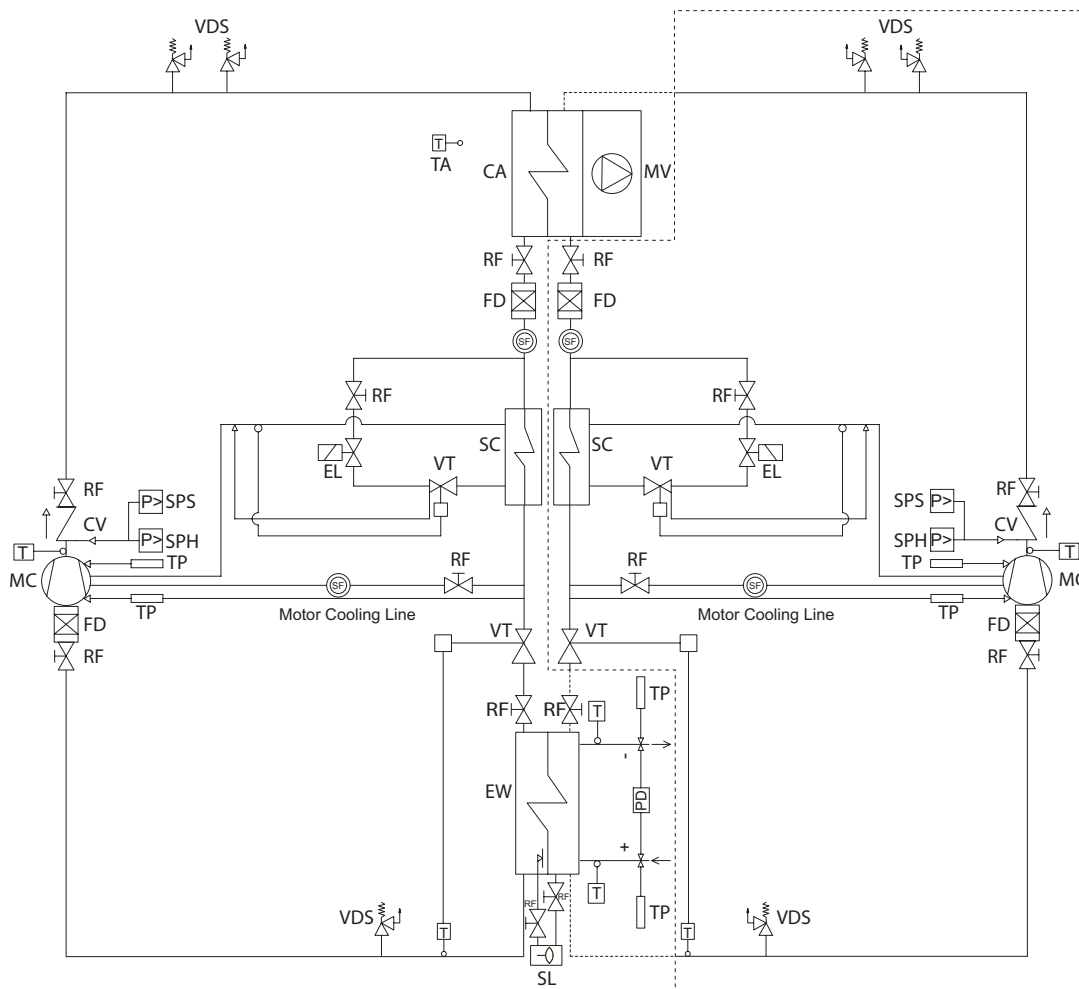 VDS VDS
T
TA CA MV
RF RF
FD FD
SF SF
RF RF
SC SC
EL VT VT EL
RF P> SPS SPS P> RF
CV P> SPH SPH P> CV
T TP TP T
MC RF RF MC
SF SF
TP Motor Cooling Line Motor Cooling Line TP
FD VT VT FD
RF RF
TP
RF RF T
-
EW PD
+
T
RF RF TP
VDS VDS
T T
SL